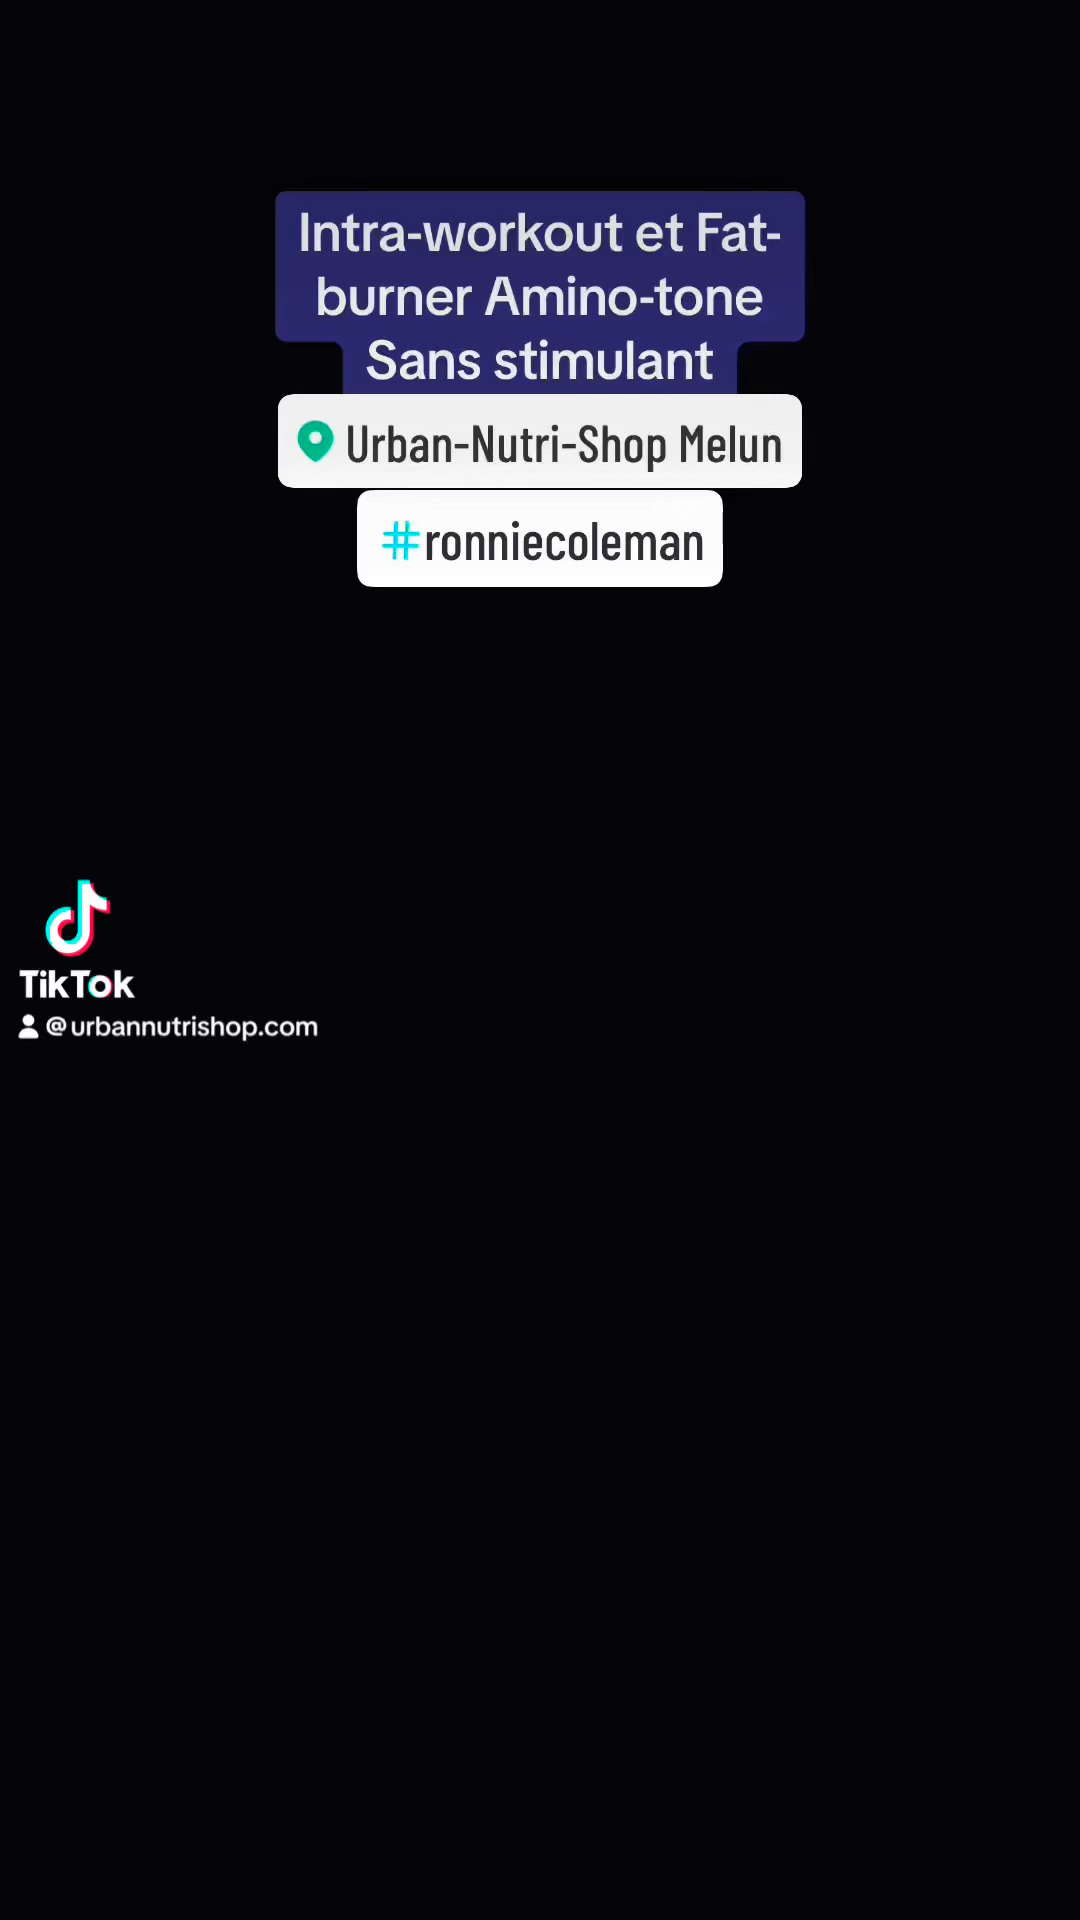 Intra-workout et Fat-
burner Amino-tone
Sans stimulant
Urban-Nutri-Shop Melun
#ronniecoleman
TikTok
@urbannutrishop.com